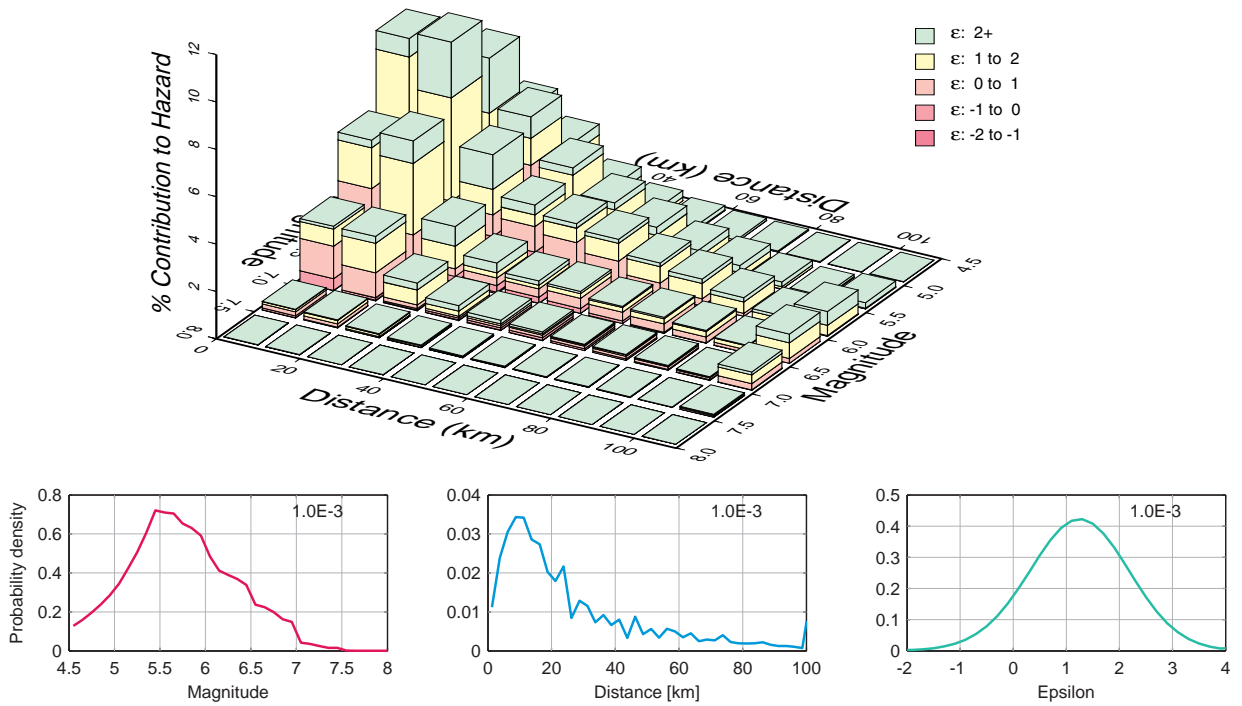 12
10
8
6
4
2
% Contribution to Hazard
ε: 2+
ε: 1 to 2
ε: 0 to 1
ε: -1 to 0
ε: -2 to -1
40
60
80
100
Distance (km)
7.0
7.5
8.0
0
20
40
60
80
100
Distance (km)
4.5
5.0
5.5
6.0
6.5
7.0
7.5
8.0
Magnitude
0.8
0.6
0.4
0.2
0
Probability density
1.0E-3
4.5 5 5.5 6 6.5 7 7.5 8
Magnitude
0.04
0.03
0.02
0.01
0
1.0E-3
0 20 40 60 80 100
Distance [km]
0.5
0.4
0.3
0.2
0.1
0
1.0E-3
-2 -1 0 1 2 3 4
Epsilon